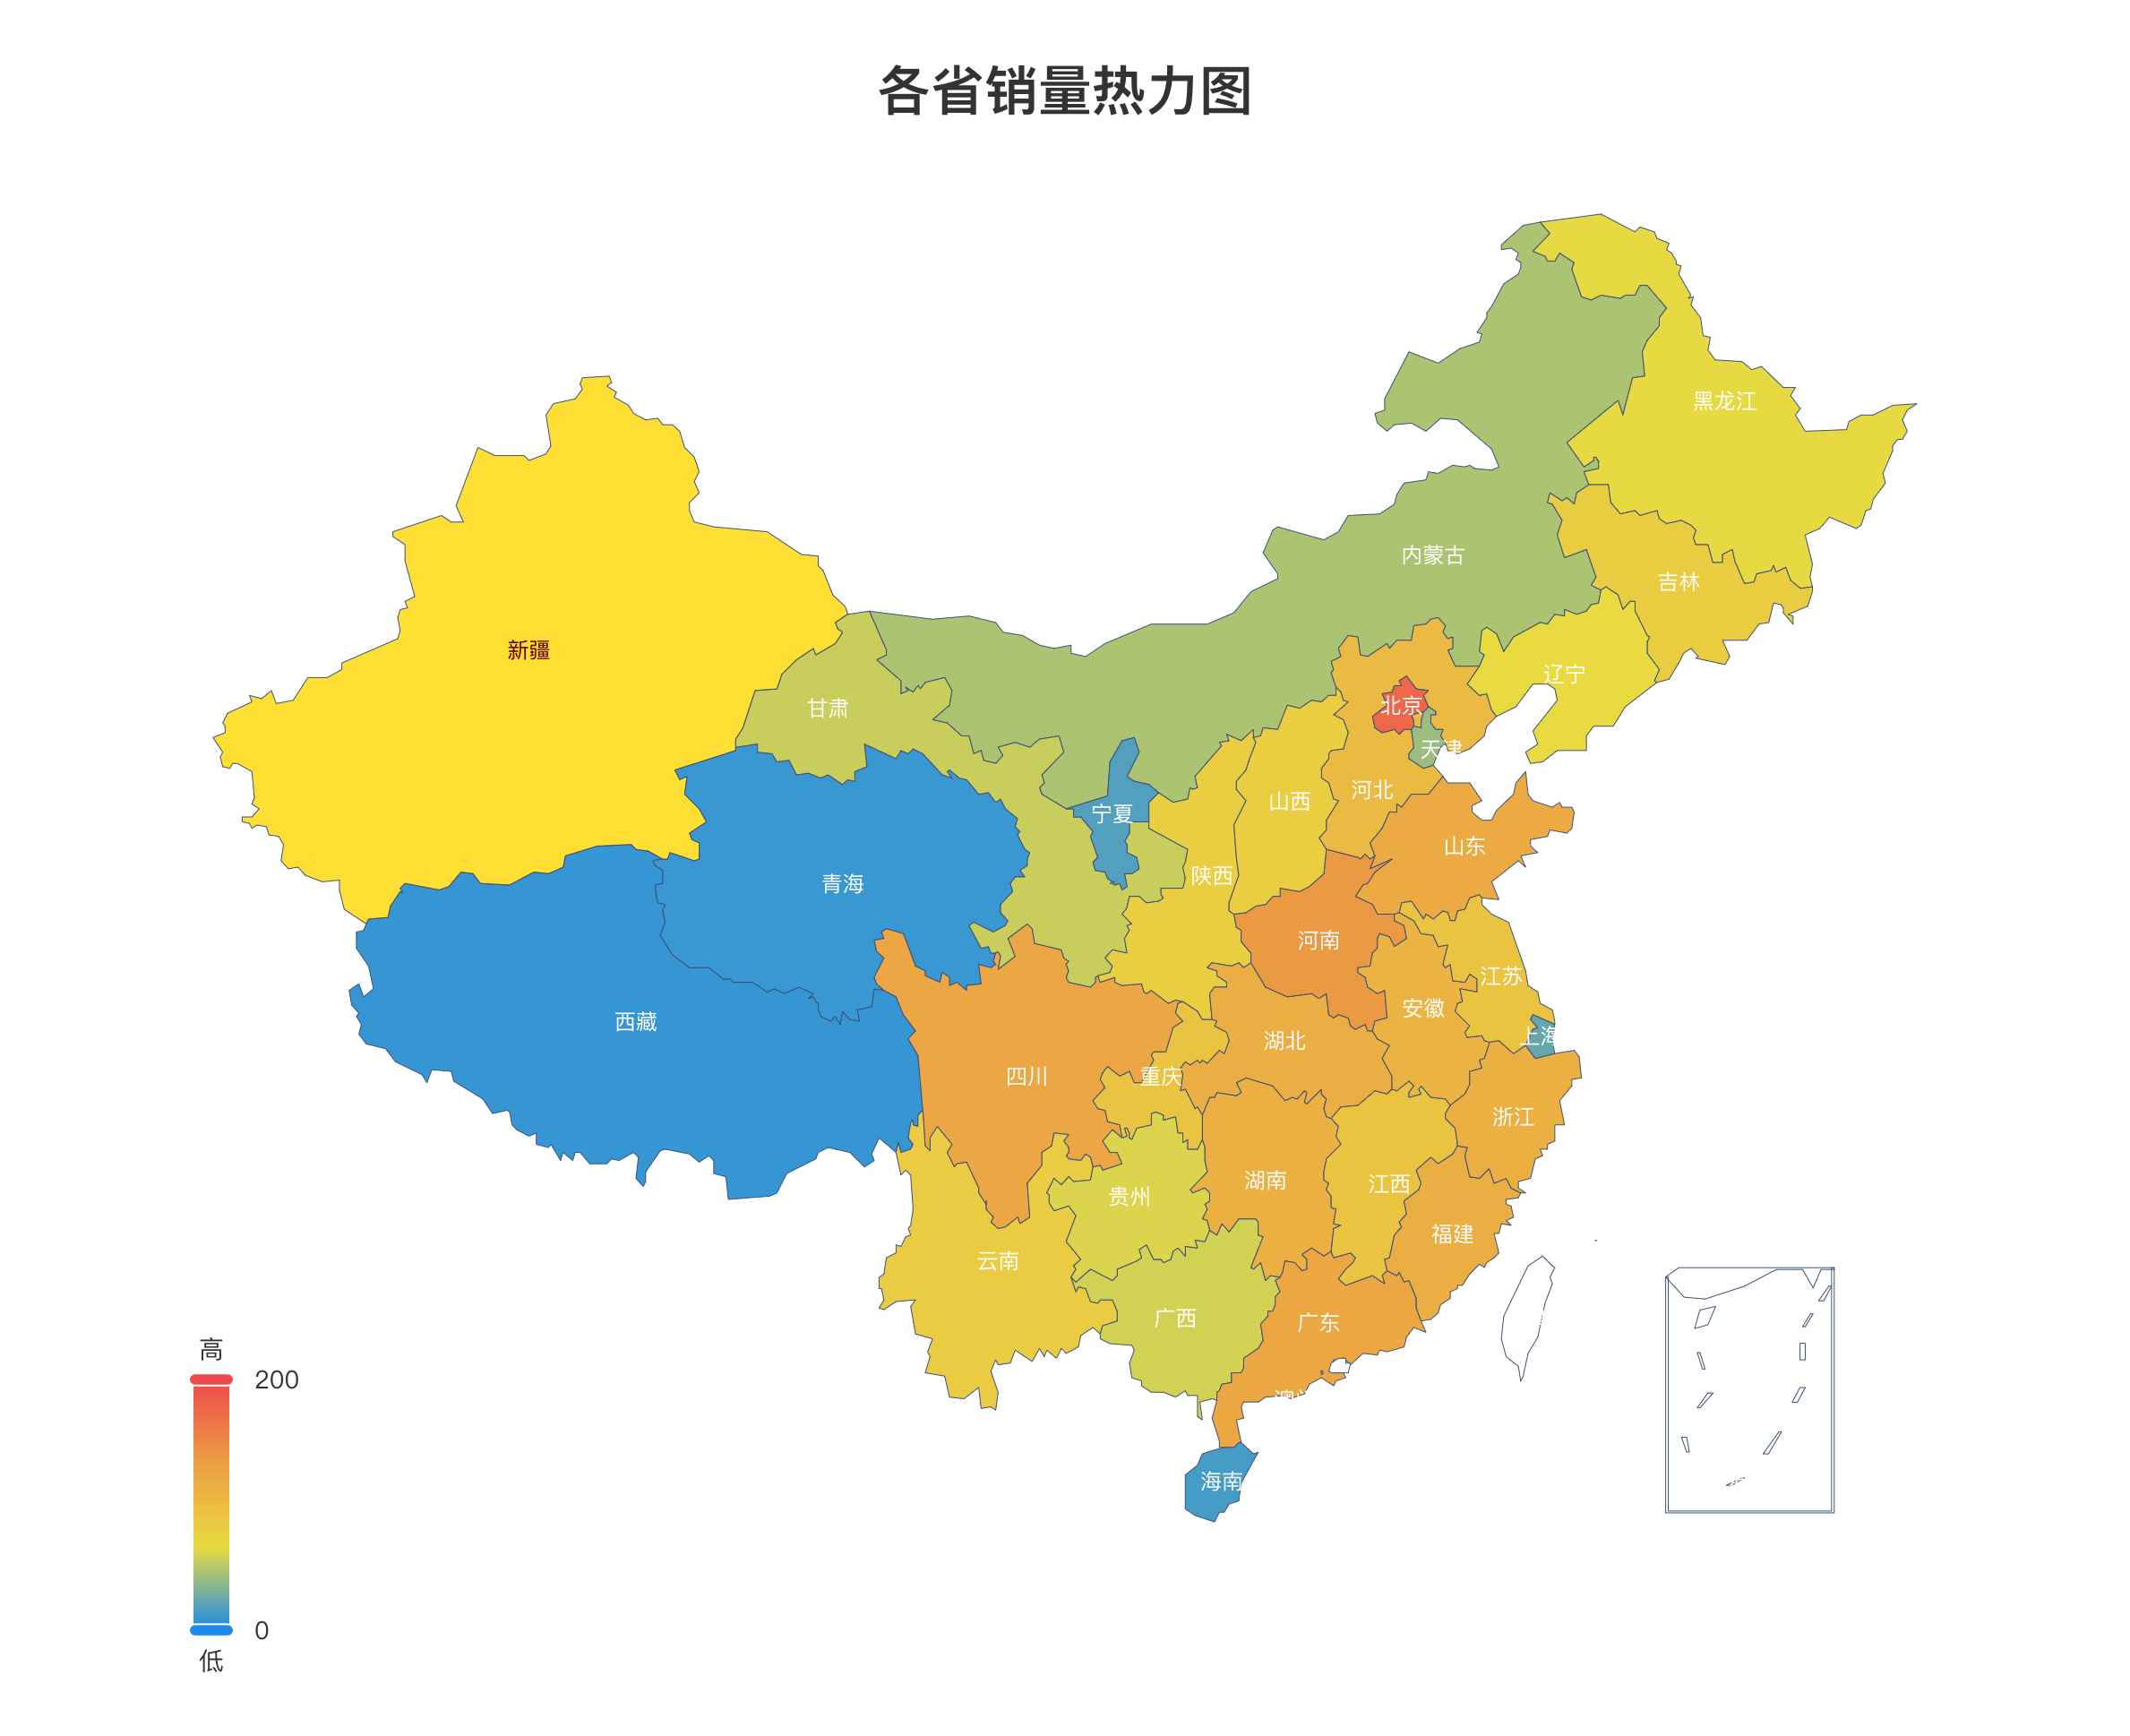 各省销量热力图
黑龙江
内蒙古
吉林
新疆
辽宁
甘肃
北京
天津
河北
山西
宁夏
山东
陕西
青海
河南
江苏
安徽
西藏
上海
湖北
四川
重庆
浙江
湖南
江西
贵州
福建
云南
广西
广东
海南
高
200
0
低